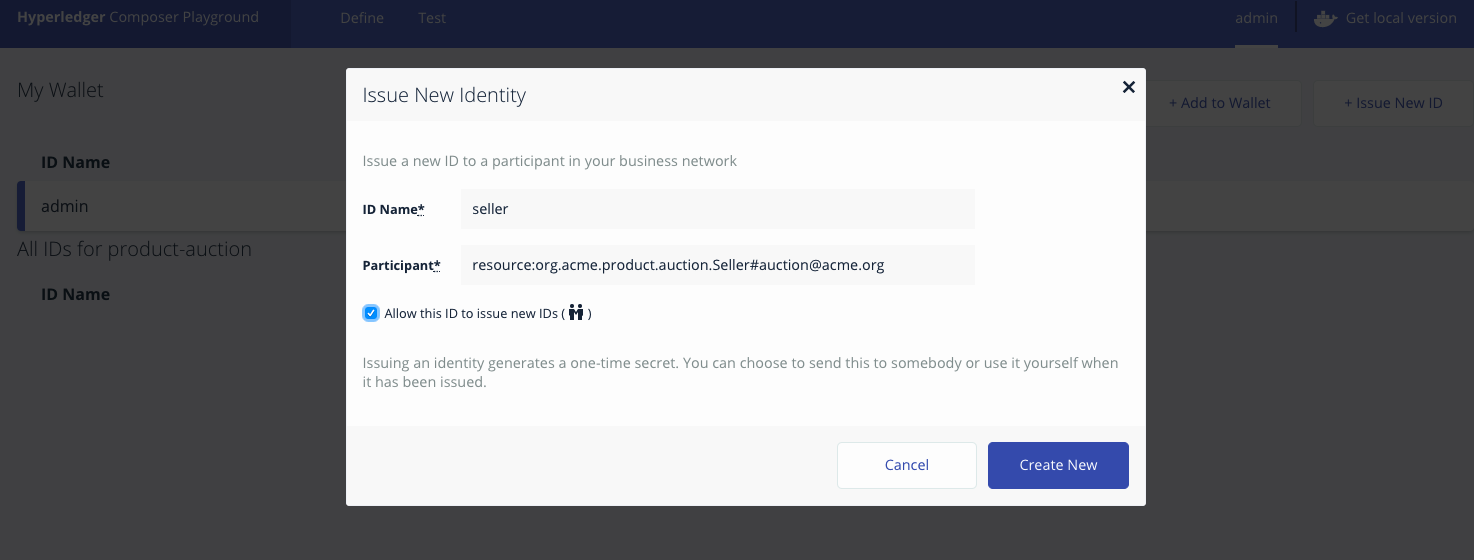 Hyperledger Composer Playground Define Test admin Get local version
My Wallet + Add to Wallet + Issue New ID
ID Name
admin
All IDs for product-auction
ID Name
Issue New Identity
Issue a new ID to a participant in your business network
ID Name* seller
Participant* resource:org.acme.product.auction.Seller#auction@acme.org
Allow this ID to issue new IDs ( )
Issuing an identity generates a one-time secret. You can choose to send this to somebody or use it yourself when
it has been issued.
Cancel Create New